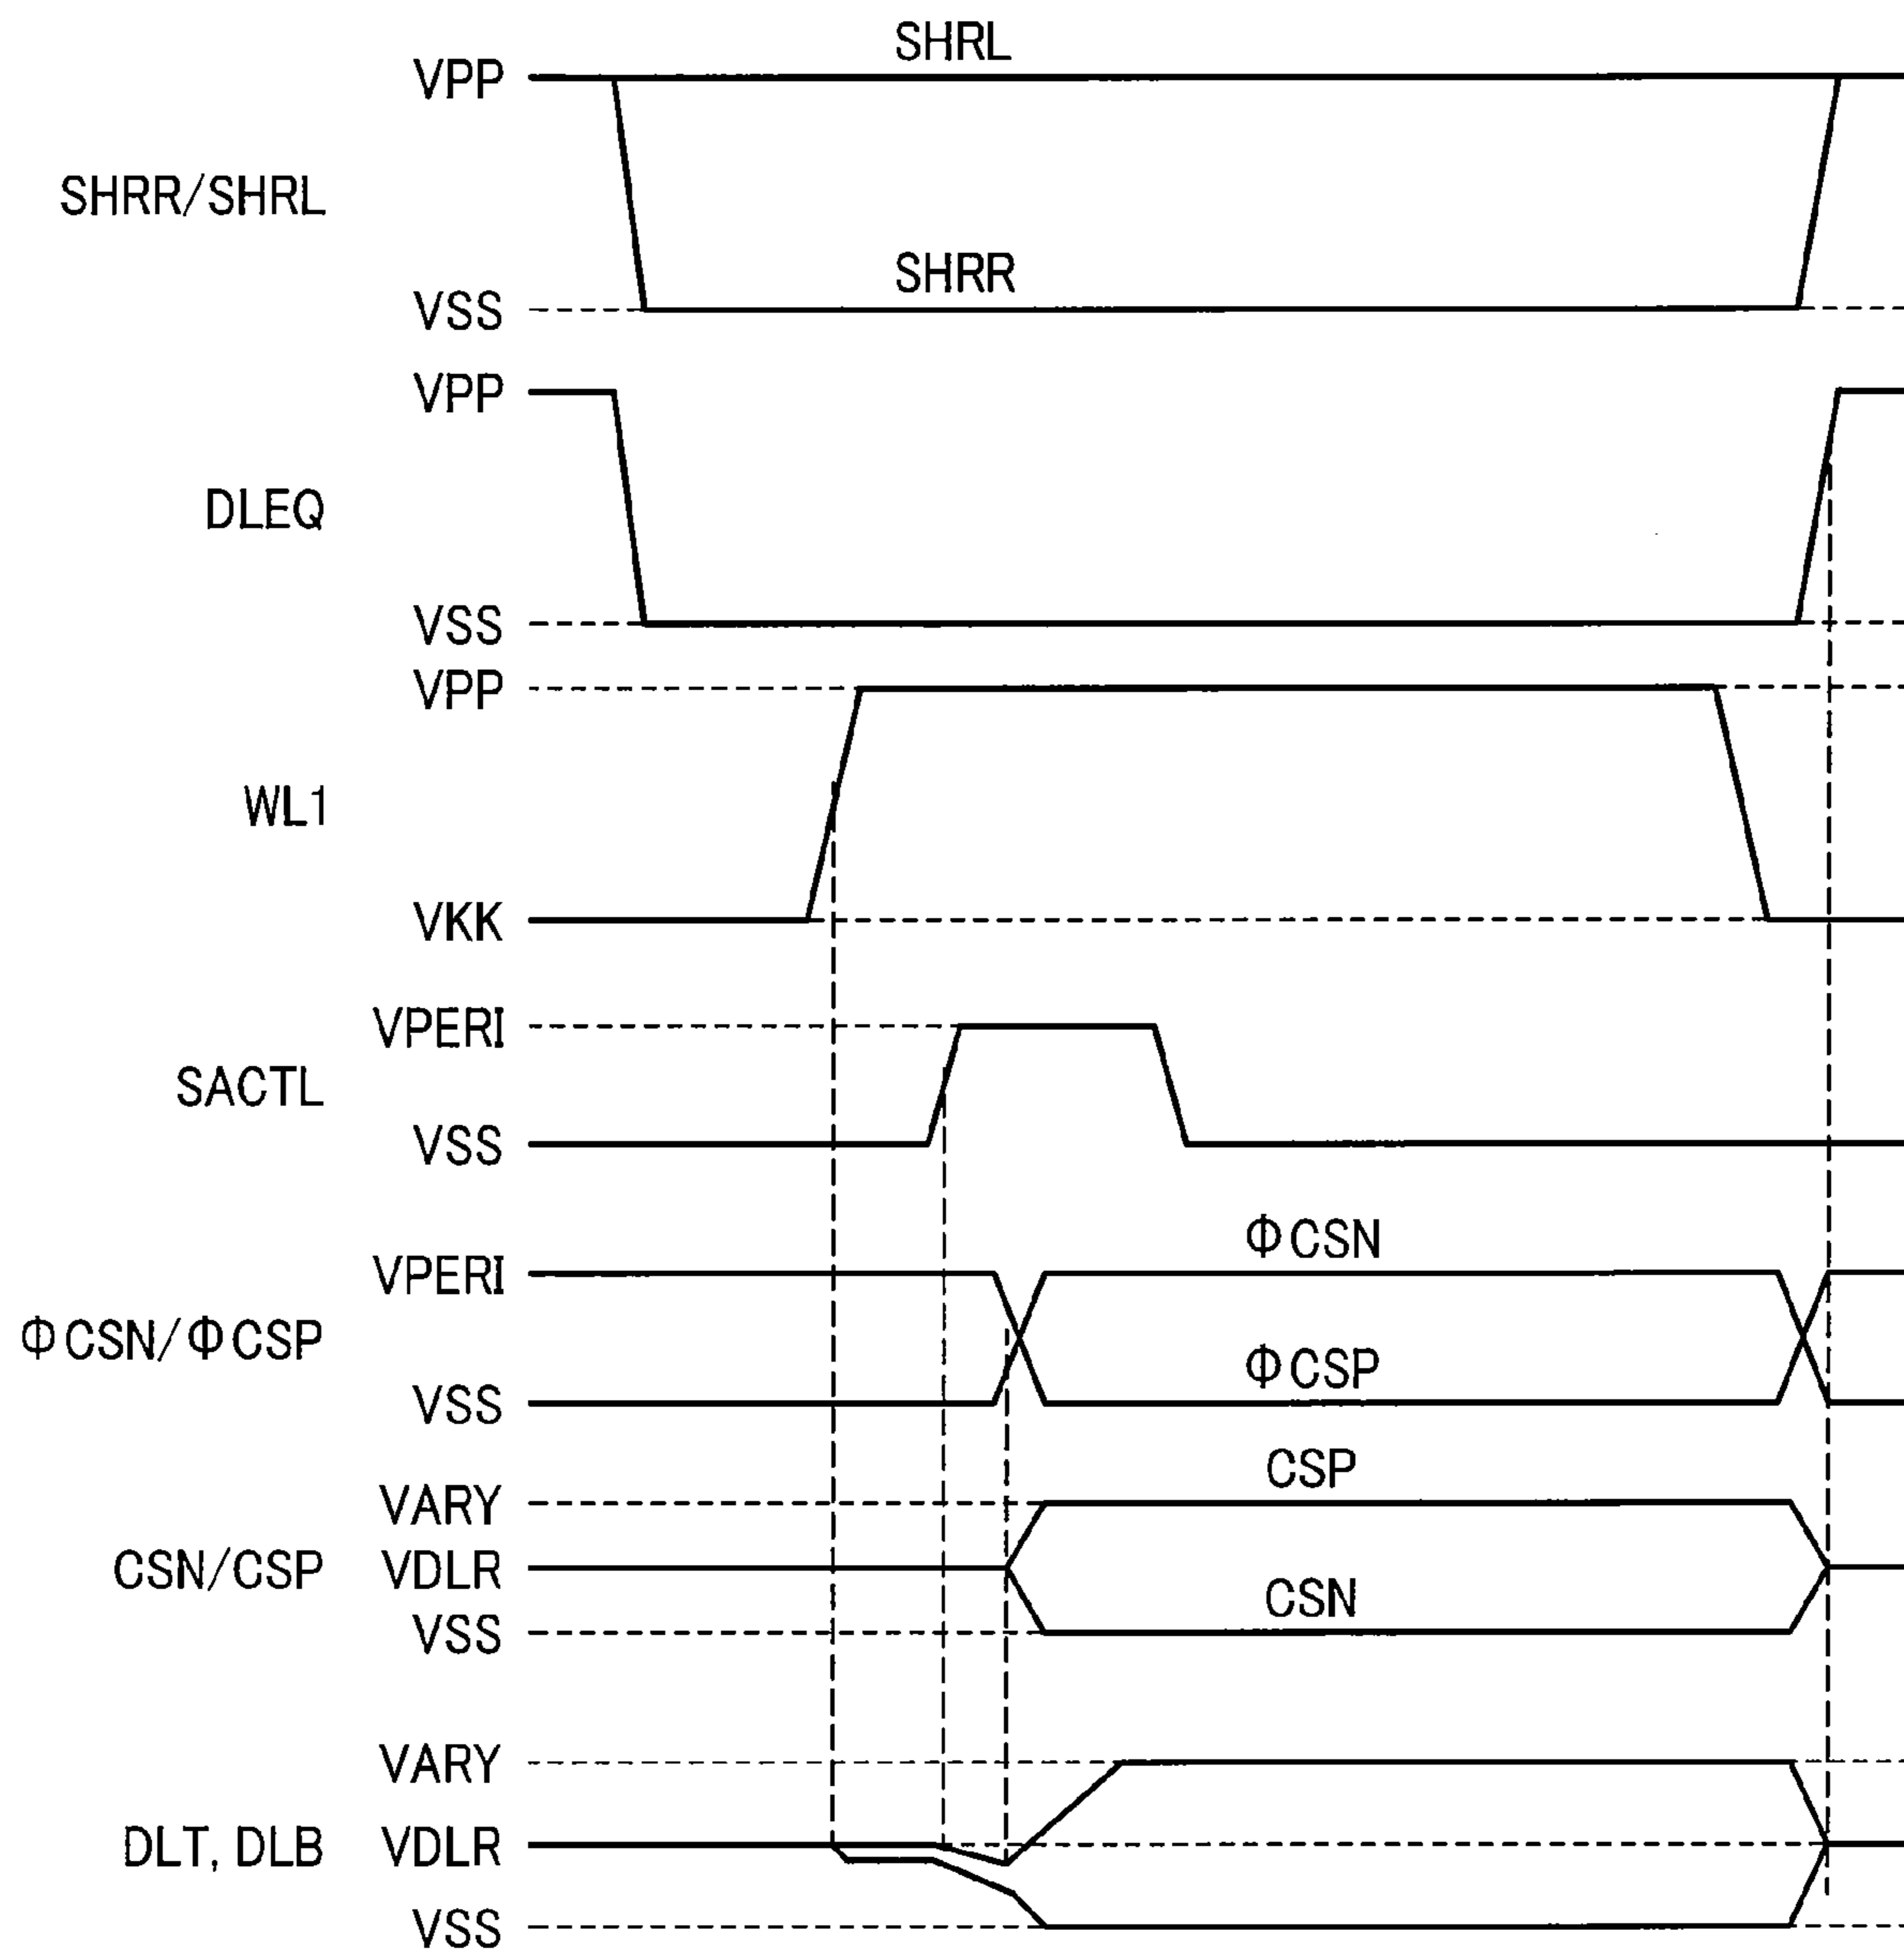 SHRL
VPP
SHRR/SHRL
SHRR
VSS
VPP
DLEQ
VSS
VPP
WL1
VKK
VPERI
SACTL
VSS
ΦCSN
VPERI
ΦCSN/ΦCSP
ΦCSP
VSS
CSP
VARY
CSN/CSP VDLR
CSN
VSS
VARY
DLT, DLB VDLR
VSS